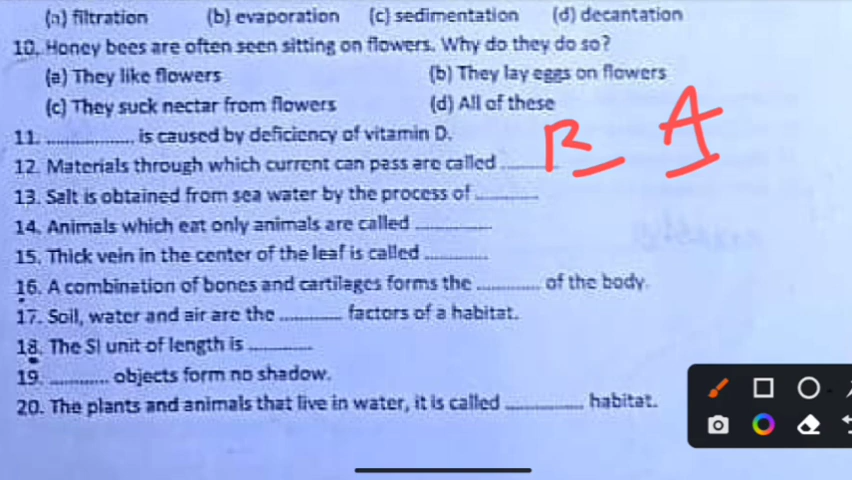 (a) filtration (b) evaporation (c) sedimentation (d) decantation
10. Honey bees are often seen sitting on flowers. Why do they do so?
(a) They like flowers (b) They lay eggs on flowers
(c) They suck nectar from flowers (d) All of these
11. ............... is caused by deficiency of vitamin D.
12. Materials through which current can pass are called ............
R A
13. Salt is obtained from sea water by the process of ............
14. Animals which eat only animals are called ..............
15. Thick vein in the center of the leaf is called ............
16. A combination of bones and cartilages forms the ............ of the body.
17. Soil, water and air are the ............ factors of a habitat.
18. The SI unit of length is ............
19. ............ objects form no shadow.
20. The plants and animals that live in water, it is called .............. habitat.